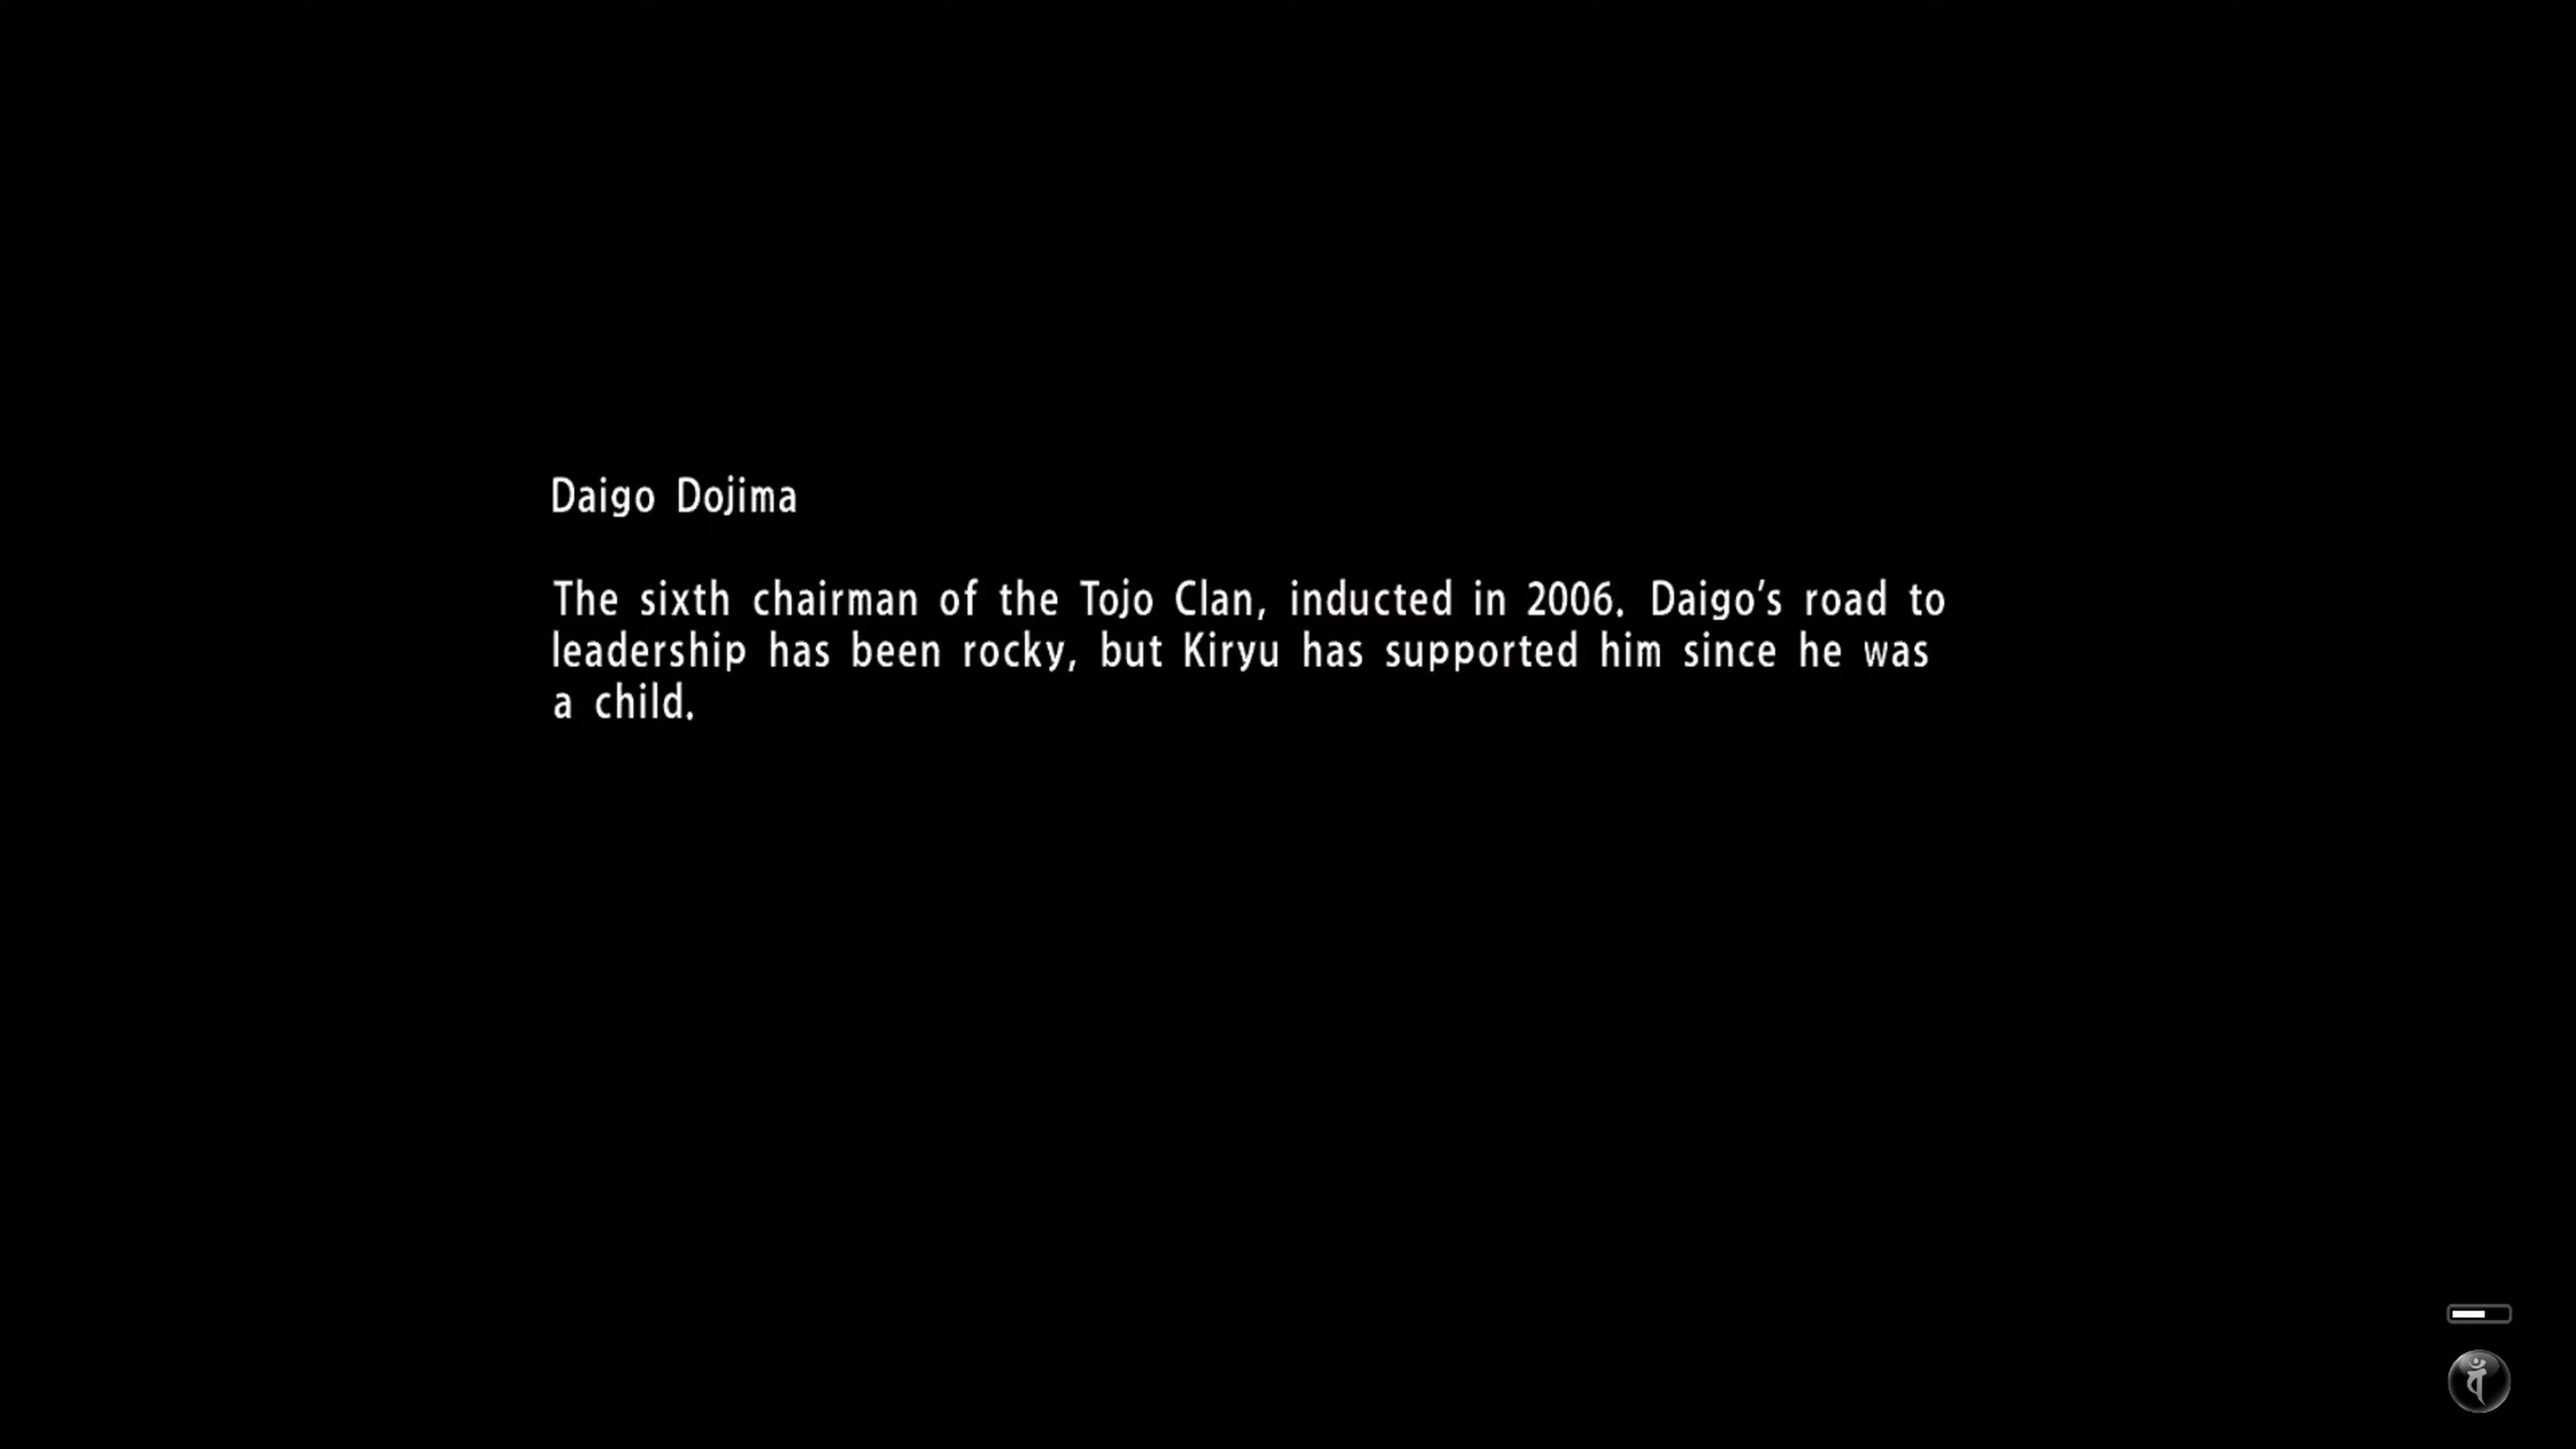 Daigo Dojima
The sixth chairman of the Tojo Clan, inducted in 2006. Daigo’s road to
leadership has been rocky, but Kiryu has supported him since he was
a child.